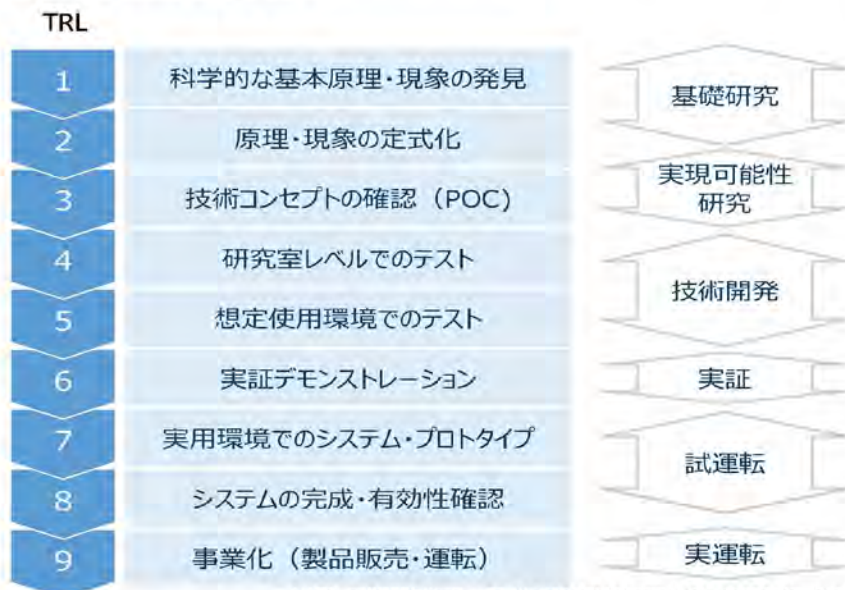 TRL
1 科学的な基本原理・現象の発見
基礎研究
2 原理・現象の定式化
3 技術コンセプトの確認（POC)
実現可能性
研究
4 研究室レベルでのテスト
技術開発
5 想定使用環境でのテスト
6 実証デモンストレーション
実証
7 実用環境でのシステム・プロトタイプ
試運転
8 システムの完成・有効性確認
9 事業化（製品販売・運転）
実運転